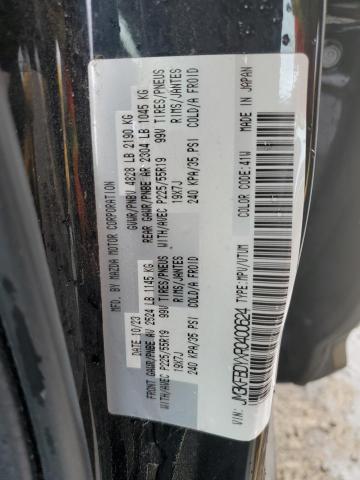 MFD. BY MAZDA MOTOR CORPORATION
DATE 10/23 GVWR/PNBV 4828 LB 2190 KG
FRONT GAWR/PNBE AV 2524 LB 1145 KG REAR GAWR/PNBE AR 2304 LB 1045 KG
WITH/AVEC P225/55R19 99V TIRES/PNEUS WITH/AVEC P225/55R19 99V TIRES/PNEUS
19X7J RIMS/JANTES 19X7J RIMS/JANTES
240 KPA/35 PSI COLD/A FROID 240 KPA/35 PSI COLD/A FROID
TYPE:MPV/VTUM COLOR:41W MADE IN JAPAN
V.I.N: